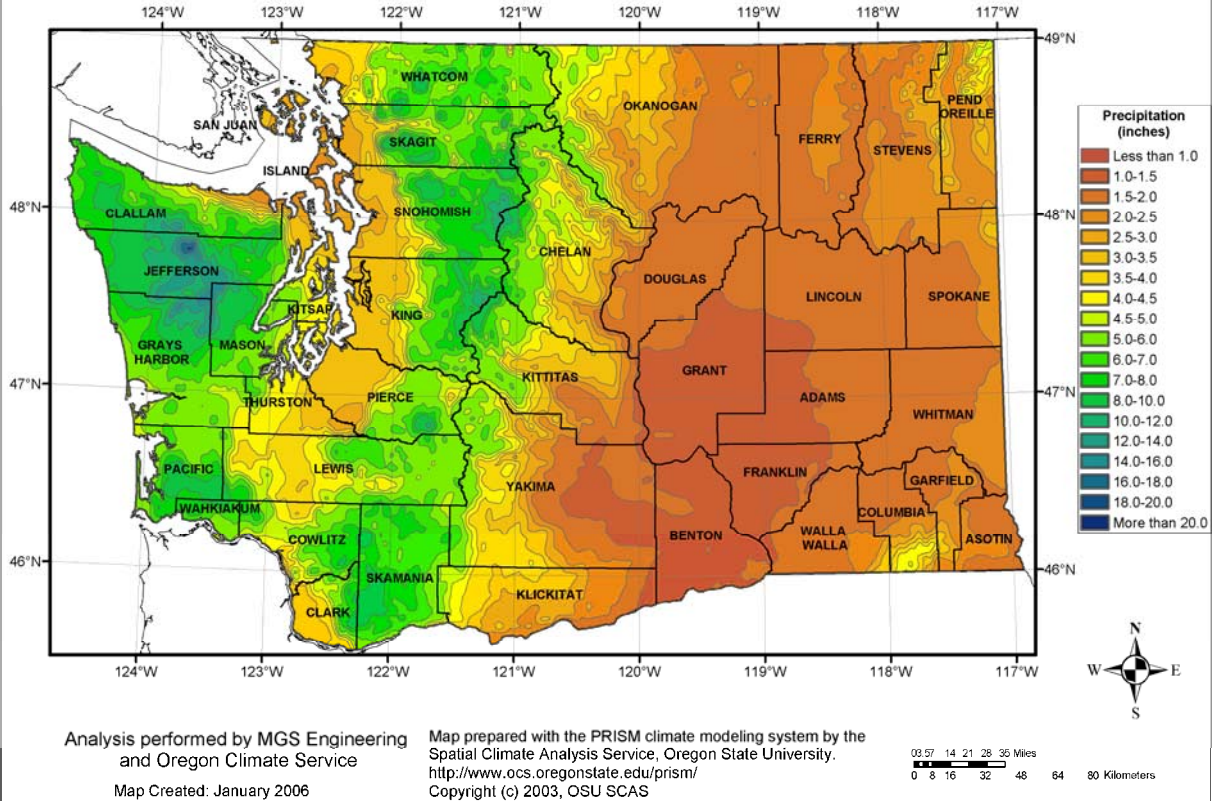 124°W 123°W 122°W 121°W 120°W 119°W 118°W 117°W
49°N 
WHATCOM
OKANOGAN
PEND
OREILLE
SAN JUAN
SKAGIT
FERRY
STEVENS
ISLAND
48°N
CLALLAM
SNOHOMISH
48°N
CHELAN
JEFFERSON
DOUGLAS
LINCOLN
SPOKANE
KITSAP
KING
GRAYS
HARBOR
MASON
47°N
KITTITAS
GRANT
47°N
THURSTON
PIERCE
ADAMS
WHITMAN
PACIFIC
LEWIS
YAKIMA
FRANKLIN
GARFIELD
WAHKIAKUM
COLUMBIA
COWLITZ
BENTON
WALLA
WALLA
ASOTIN
46°N
46°N
SKAMANIA
KLICKITAT
CLARK
124°W 123°W 122°W 121°W 120°W 119°W 118°W 117°W
Precipitation
(inches)
Less than 1.0
1.0-1.5
1.5-2.0
2.0-2.5
2.5-3.0
3.0-3.5
3.5-4.0
4.0-4.5
4.5-5.0
5.0-6.0
6.0-7.0
7.0-8.0
8.0-10.0
10.0-12.0
12.0-14.0
14.0-16.0
16.0-18.0
18.0-20.0
More than 20.0
N
W E
S
Analysis performed by MGS Engineering
and Oregon Climate Service
Map Created: January 2006
Map prepared with the PRISM climate modeling system by the
Spatial Climate Analysis Service, Oregon State University.
http://www.ocs.oregonstate.edu/prism/
Copyright (c) 2003, OSU SCAS
03.57 14 21 28 35 Miles
0 8 16 32 48 64 80 Kilometers